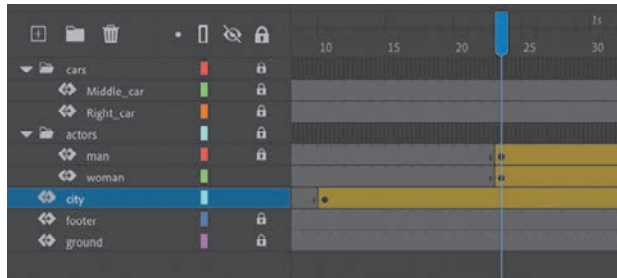 1s
10 15 20 25 30
cars
Middle_car
Right_car
actors
man
woman
city
footer
ground